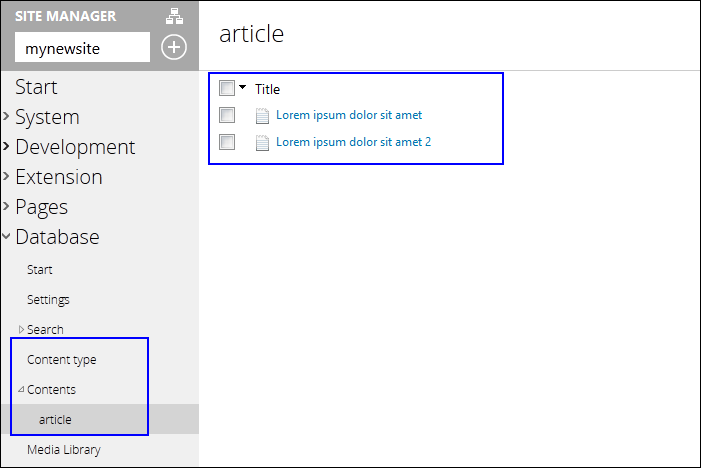 SITE MANAGER
mynewsite
Start
System
Development
Extension
Pages
Database
Start
Settings
Search
Content type
Contents
article
Media Library
article
Title
Lorem ipsum dolor sit amet
Lorem ipsum dolor sit amet 2